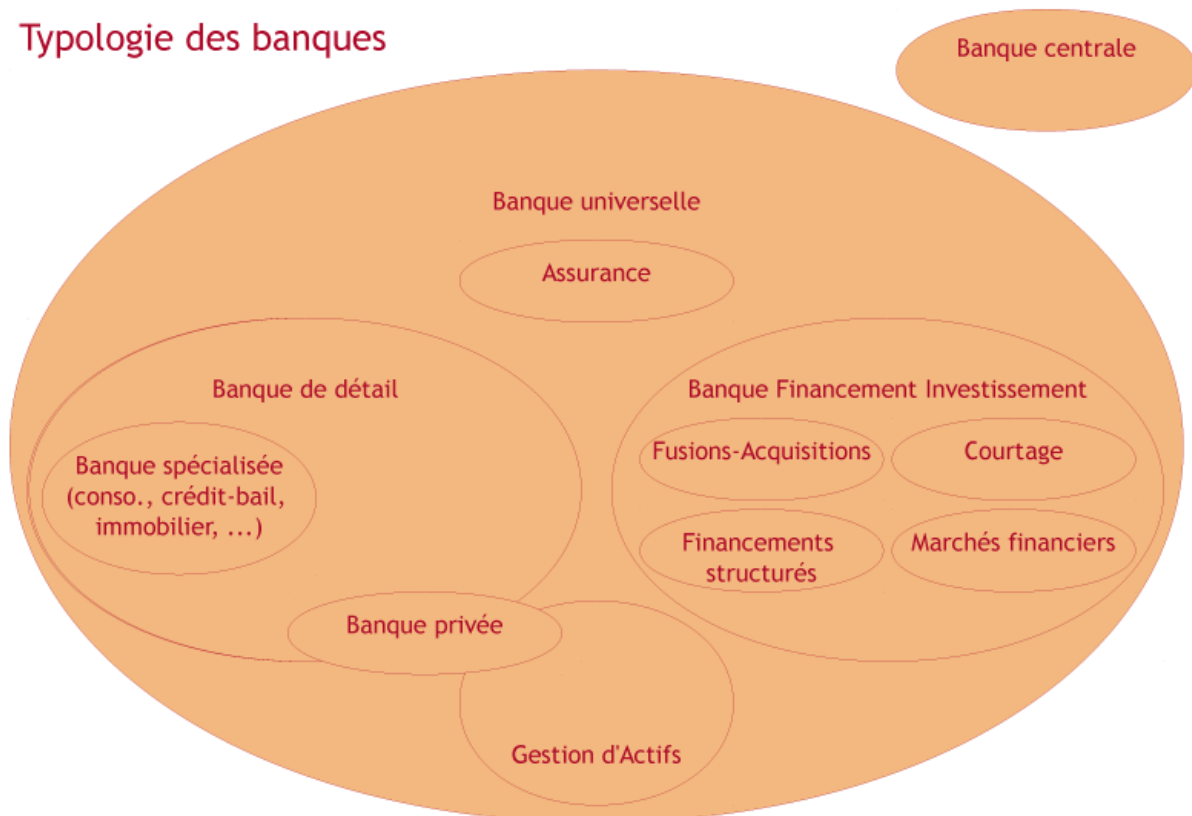 Typologie des banques
Banque centrale
Banque universelle
Assurance
Banque de détail
Banque spécialisée
(conso., crédit-bail,
immobilier, ...)
Banque privée
Banque Financement Investissement
Fusions-Acquisitions
Courtage
Financements
structurés
Marchés financiers
Gestion d'Actifs